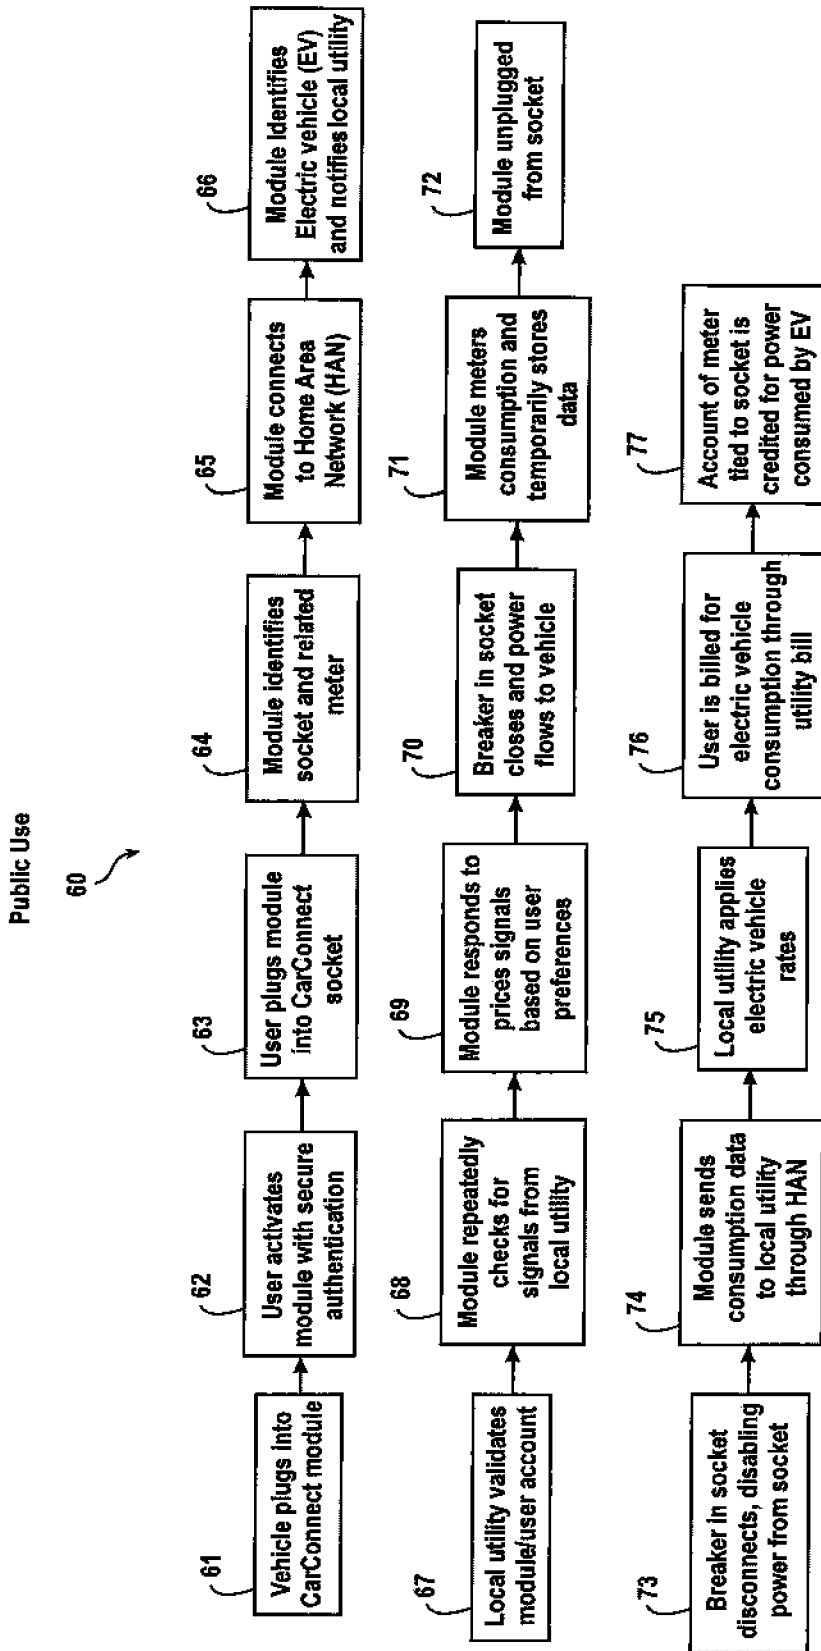 Public Use
60
61
Vehicle plugs into
CarConnect module
62
User activates
module with secure
authentication
63
User plugs module
into CarConnect
socket
64
Module identifies
socket and related
meter
65
Module connects
to Home Area
Network (HAN)
66
Module Identifies
Electric vehicle (EV)
and notifies local utility
67
Local utility validates
module/user account
68
Module repeatedly
checks for
signals from
local utility
69
Module responds to
prices signals
based on user
preferences
70
Breaker in socket
closes and power
flows to vehicle
71
Module meters
consumption and
temporarily stores
data
72
Module unplugged
from socket
73
Breaker in socket
disconnects, disabling
power from socket
74
Module sends
consumption data
to local utility
through HAN
75
Local utility applies
electric vehicle
rates
76
User is billed for
electric vehicle
consumption through
utility bill
77
Account of meter
tied to socket is
credited for power
consumed by EV